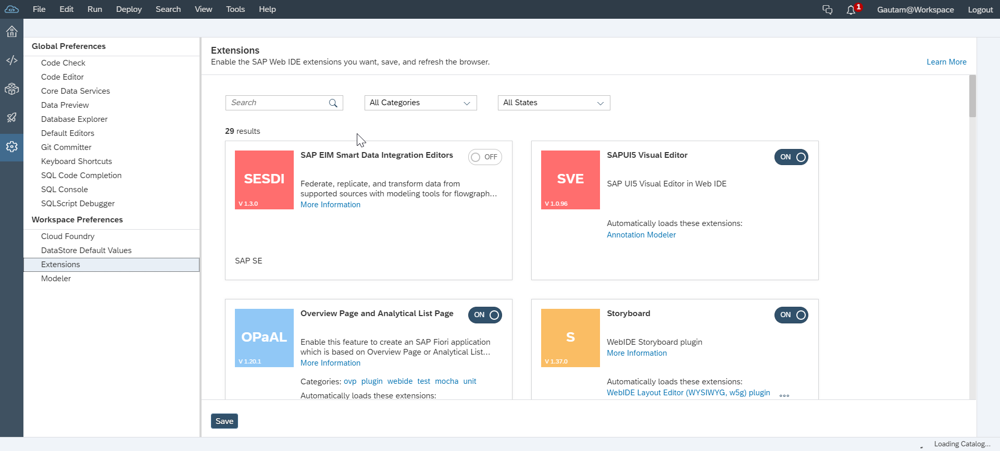 File Edit Run Deploy Search View Tools Help
1 Gautam@Workspace Logout
Global Preferences
Code Check
Code Editor
Core Data Services
Data Preview
Database Explorer
Default Editors
Git Committer
Keyboard Shortcuts
SQL Code Completion
SQL Console
SQLScript Debugger
Workspace Preferences
Cloud Foundry
DataStore Default Values
Extensions
Modeler
Extensions
Enable the SAP Web IDE extensions you want, save, and refresh the browser.
Learn More
Search
All Categories
All States
29 results
SESDI
V 1.3.0
SAP EIM Smart Data Integration Editors
OFF
Federate, replicate, and transform data from
supported sources with modeling tools for flowgraph...
More Information
SAP SE
SVE
V 1.0.96
SAPUI5 Visual Editor
ON
SAP UI5 Visual Editor in Web IDE
Automatically loads these extensions:
Annotation Modeler
OPaAL
V 1.20.1
Overview Page and Analytical List Page
ON
Enable this feature to create an SAP Fiori application
which is based on Overview Page or Analytical List...
More Information
Categories: ovp plugin webide test mocha unit
Automatically loads these extensions:
S
V 1.37.0
Storyboard
ON
WebIDE Storyboard plugin
More Information
Automatically loads these extensions:
WebIDE Layout Editor (WYSIWYG, w5g) plugin
Save
Loading Catalog...